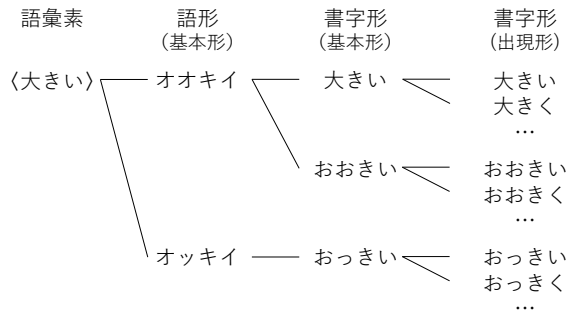 語彙素 語形 書字形 書字形
(基本形) (基本形) (出現形)
〈大きい〉 オオキイ 大きい 大きい
大きく
…
おおきい おおきい
おおきく
…
オッキイ おっきい おっきい
おっきく
…